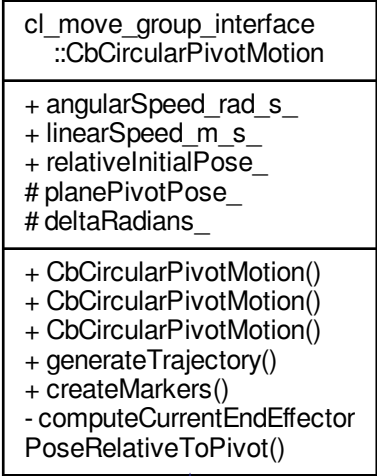 cl_move_group_interface
::CbCircularPivotMotion
+ angularSpeed_rad_s_
+ linearSpeed_m_s_
+ relativeInitialPose_
# planePivotPose_
# deltaRadians_
+ CbCircularPivotMotion()
+ CbCircularPivotMotion()
+ CbCircularPivotMotion()
+ generateTrajectory()
+ createMarkers()
- computeCurrentEndEffector
PoseRelativeToPivot()